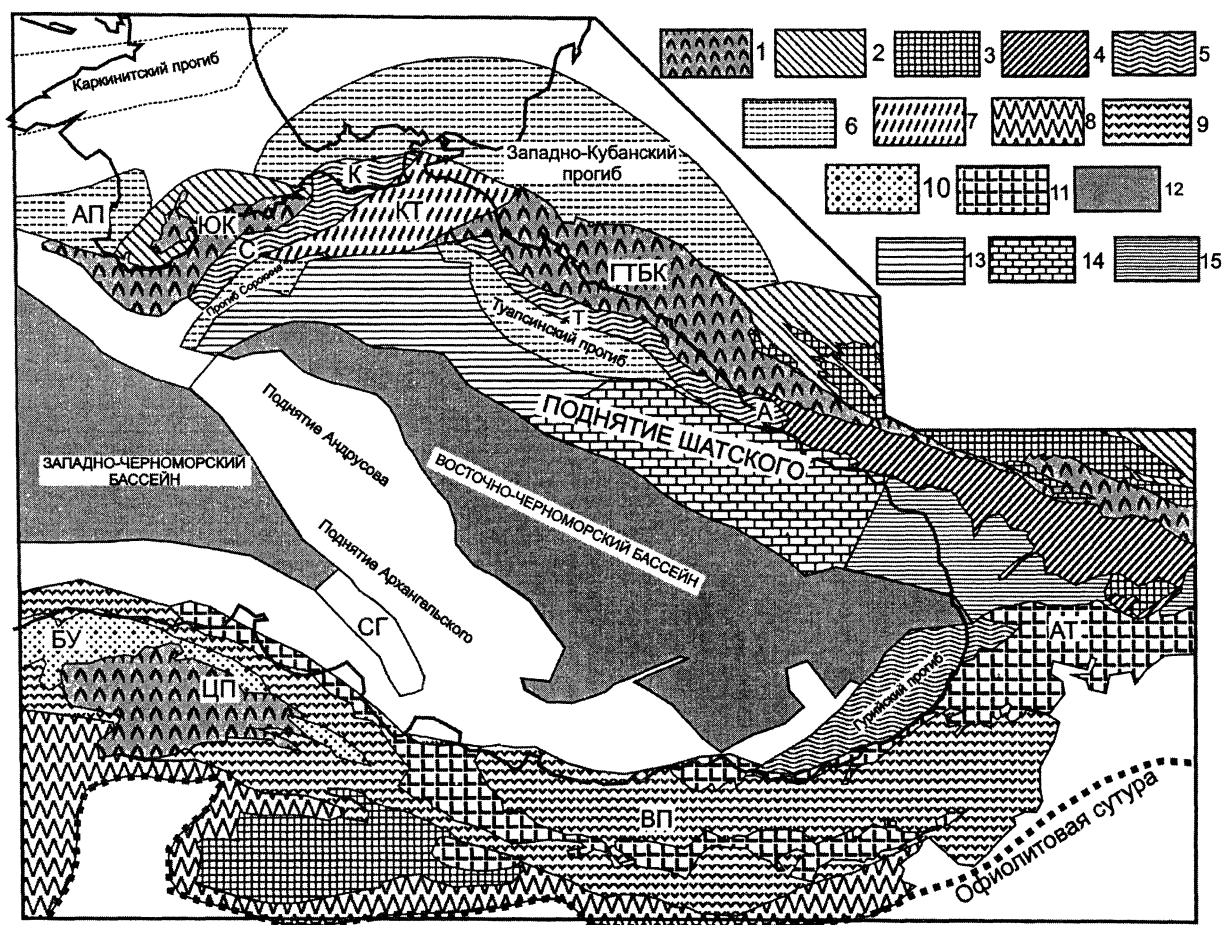 Каркинитский прогиб
1
2
3
4
5
6
7
8
9
10
11
12
13
14
15
Западно-Кубанский
прогиб
АП
ЮК
К
КТ
С
Прогиб Сорокина
ГТБК
Т
Туапсинский прогиб
А
ПОДНЯТИЕ ШАТСКОГО
Поднятие Андрусова
ЗАПАДНО-ЧЕРНОМОРСКИЙ
БАССЕЙН
ВОСТОЧНО-ЧЕРНОМОРСКИЙ БАССЕЙН
Поднятие Архангельского
СГ
БУ
ЦП
АТ
Гурийский прогиб
ВП
Офиолитовая сутура